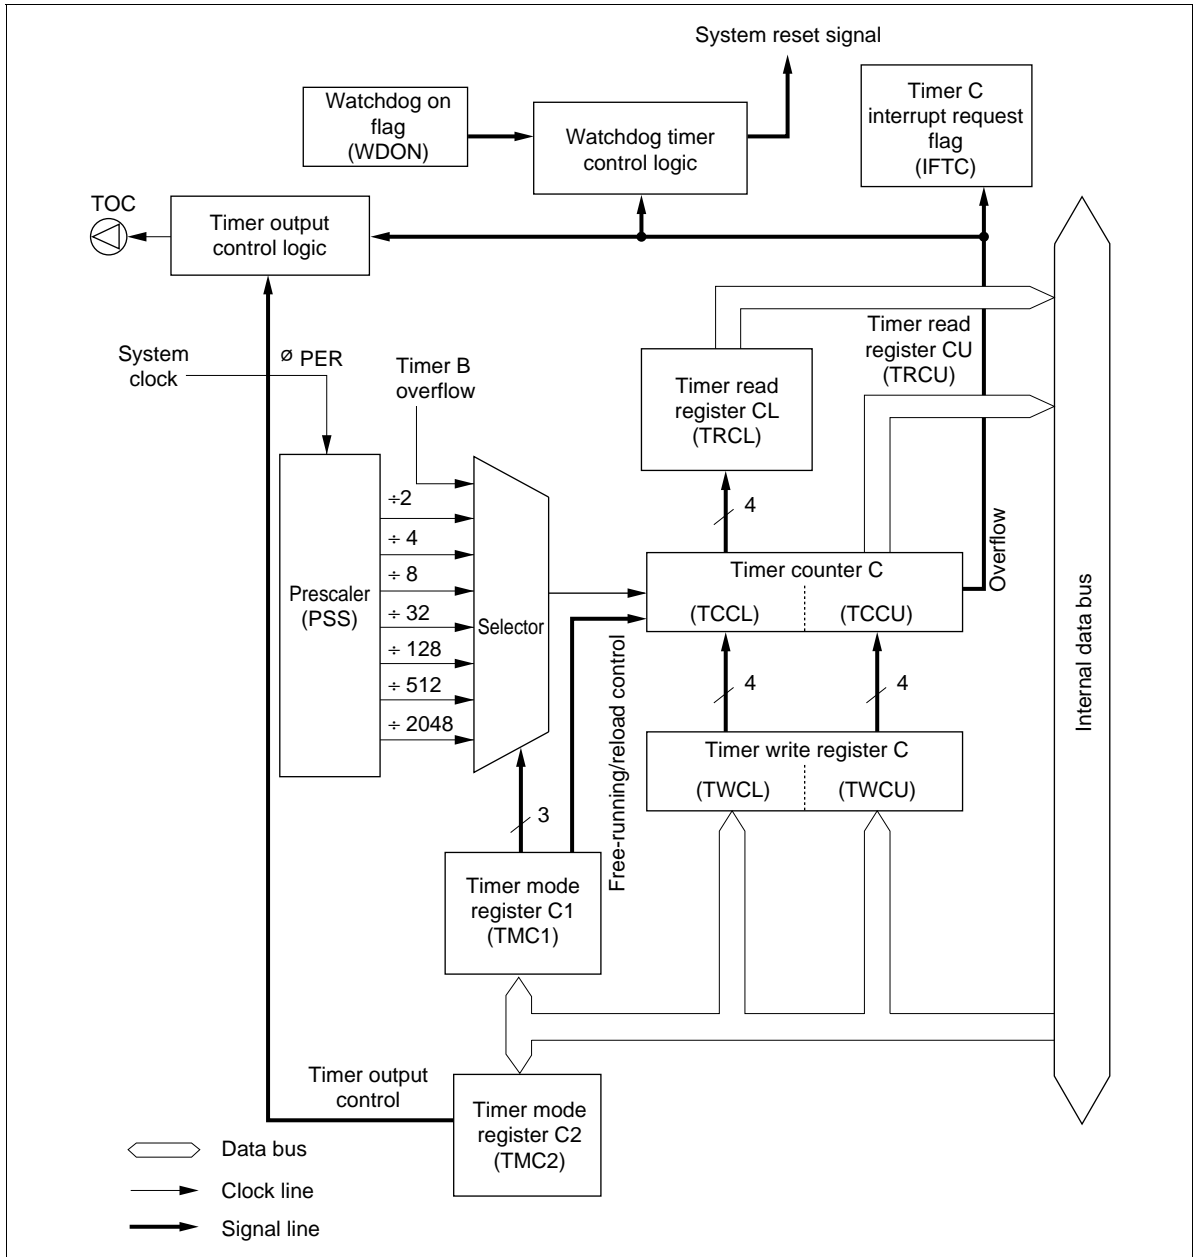 System reset signal
Watchdog on
flag
(WDON)
Watchdog timer
control logic
Timer C
interrupt request
flag
(IFTC)
TOC
Timer output
control logic
System
clock
ø PER
Timer B
overflow
Timer read
register CU
(TRCU)
Timer read
register CL
(TRCL)
4
Prescaler
(PSS)
÷2
÷ 4
÷ 8
÷ 32
÷ 128
÷ 512
÷ 2048
Selector
Timer counter C
(TCCL)
(TCCU)
Overflow
Internal data bus
Free-running/reload control
4
4
Timer write register C
(TWCL)
(TWCU)
3
Timer mode
register C1
(TMC1)
Timer output
control
Timer mode
register C2
(TMC2)
Data bus
Clock line
Signal line